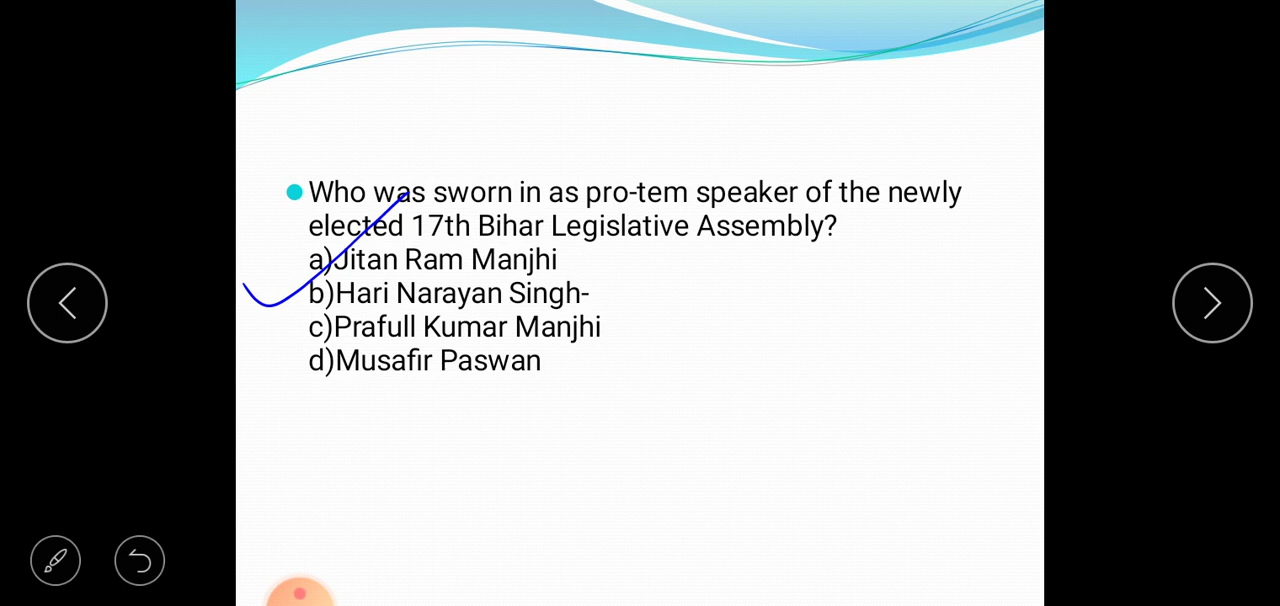 Who was sworn in as pro-tem speaker of the newly
elected 17th Bihar Legislative Assembly?
a)Jitan Ram Manjhi
b)Hari Narayan Singh-
c)Prafull Kumar Manjhi
d)Musafir Paswan